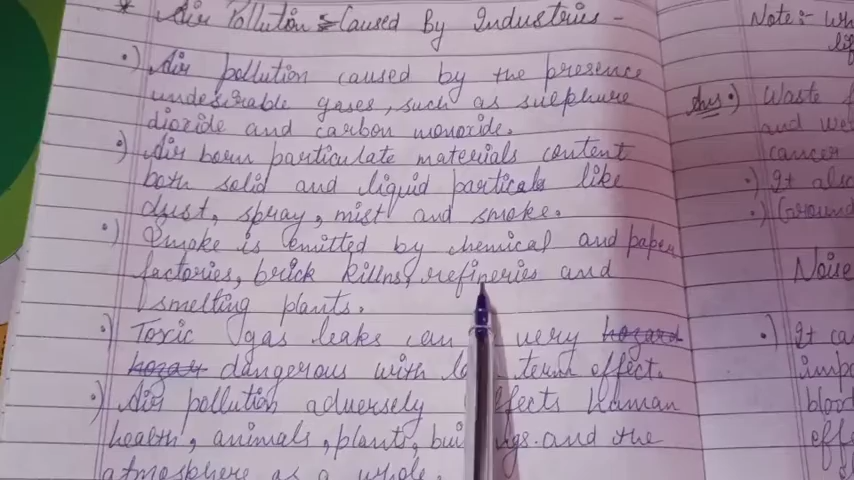 * Air Pollution Caused By Industries -
•) Air pollution caused by the presence
undesirable gases, such as sulphure
dioxide and carbon monoxide.
•) Air born particulate materials content
both solid and liquid particals like
dust, spray, mist and smoke.
•) Smoke is emitted by chemical and paper
factories, brick killns, refineries and
smelting plants.
•) Toxic gas leaks can very hazard
hazar dangerous with term effect.
•) Air pollution adversely effects human
health, animals, plants, buildings. and the
atmosphere as a whole.
Note :-
Ans •) Waste
and
cancer
•) It
•) Ground
Noise
•) It
blood